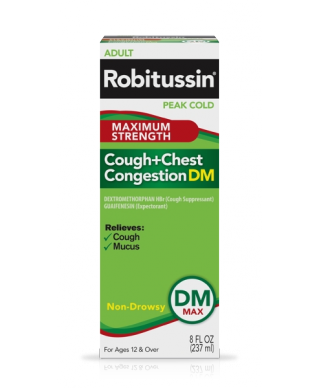 ADULT
Robitussin®
PEAK COLD
MAXIMUM
STRENGTH
Cough+Chest
Congestion DM
DEXTROMETHORPHAN HBr (Cough Suppressant)
GUAIFENESIN (Expectorant)
Relieves:
✓ Cough
✓ Mucus
Non-Drowsy
DM
MAX
8 FL OZ
(237 ml)
For Ages 12 & Over